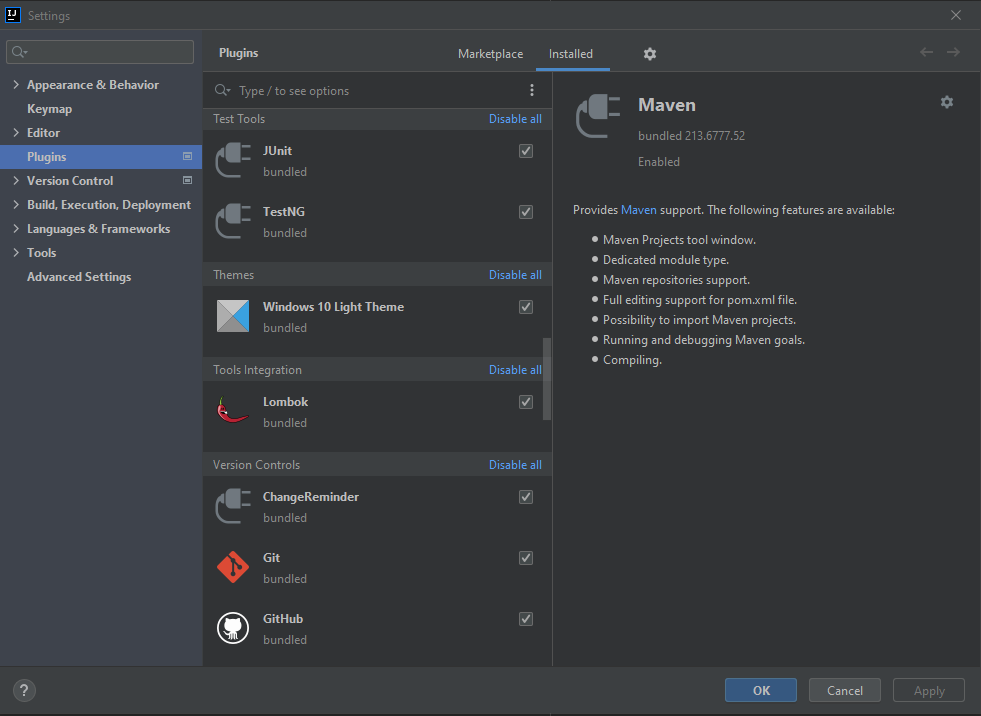 IJ Settings
Appearance & Behavior
Keymap
Editor
Plugins
Version Control
Build, Execution, Deployment
Languages & Frameworks
Tools
Advanced Settings
Plugins Marketplace Installed
Type / to see options
Test Tools Disable all
JUnit
bundled
TestNG
bundled
Themes Disable all
Windows 10 Light Theme
bundled
Tools Integration Disable all
Lombok
bundled
Version Controls Disable all
ChangeReminder
bundled
Git
bundled
GitHub
bundled
Maven
bundled 213.6777.52
Enabled
Provides Maven support. The following features are available:
Maven Projects tool window.
Dedicated module type.
Maven repositories support.
Full editing support for pom.xml file.
Possibility to import Maven projects.
Running and debugging Maven goals.
Compiling.
? OK Cancel Apply